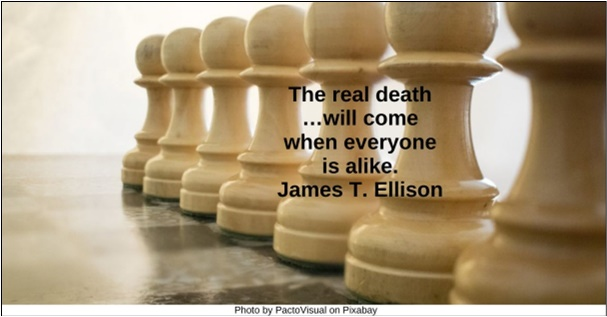 The real death
…will come
when everyone
is alike.
James T. Ellison
Photo by PactoVisual on Pixabay